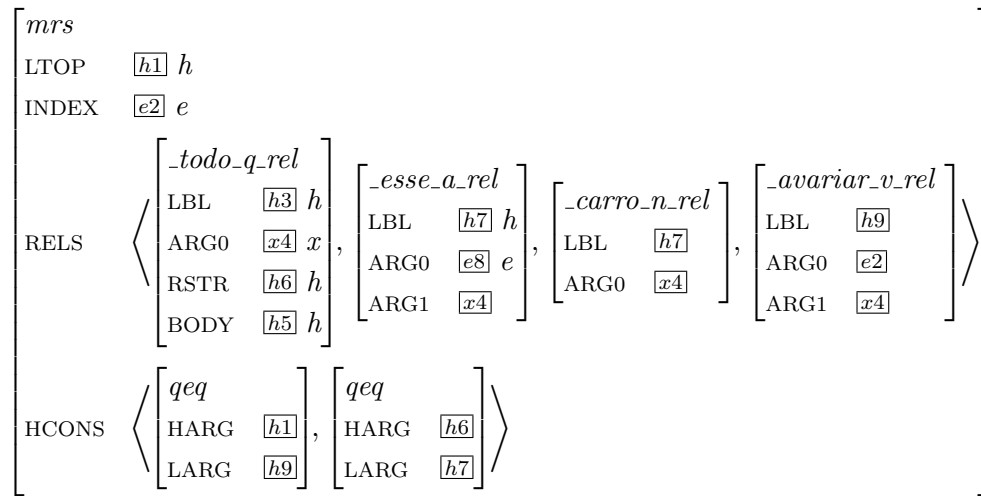 mrs
LTOP h1 h
INDEX e2 e
RELS
_todo_q_rel
LBL h3 h
ARG0 x4 x
RSTR h6 h
BODY h5 h
,
_esse_a_rel
LBL h7 h
ARG0 e8 e
ARG1 x4
,
_carro_n_rel
LBL h7
ARG0 x4
,
_avariar_v_rel
LBL h9
ARG0 e2
ARG1 x4
HCONS
qeq
HARG h1
LARG h9
,
qeq
HARG h6
LARG h7